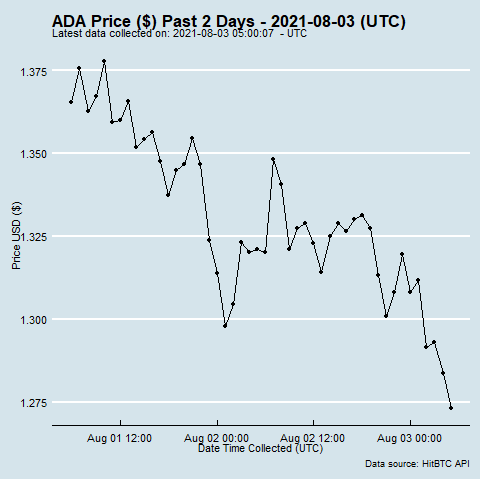 ADA Price ($) Past 2 Days - 2021-08-03 (UTC)
Latest data collected on: 2021-08-03 05:00:07 - UTC
1.375
1.350
1.325
1.300
1.275
Price USD ($)
Aug 01 12:00 Aug 02 00:00 Aug 02 12:00 Aug 03 00:00
Date Time Collected (UTC)
Data source: HitBTC API